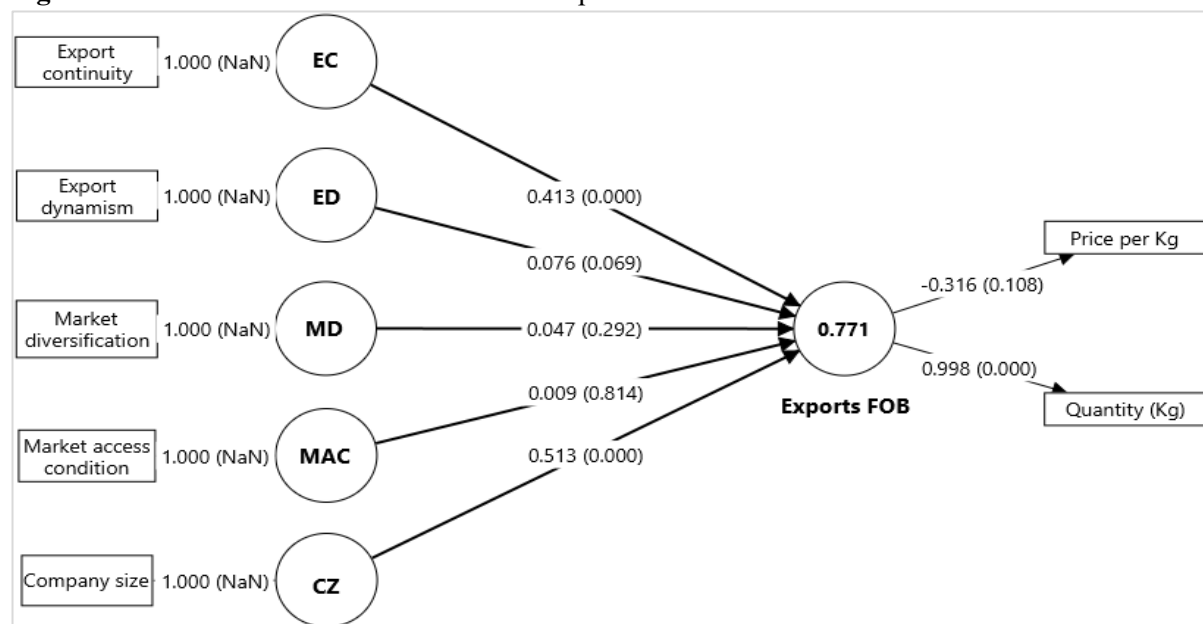 Export
continuity
1.000 (NaN)
EC
Export
dynamism
1.000 (NaN)
ED
Market
diversification
1.000 (NaN)
MD
Market access
condition
1.000 (NaN)
MAC
Company size
1.000 (NaN)
CZ
0.413 (0.000)
0.076 (0.069)
0.047 (0.292)
0.009 (0.814)
0.513 (0.000)
0.771
Exports FOB
-0.316 (0.108)
0.998 (0.000)
Price per Kg
Quantity (Kg)